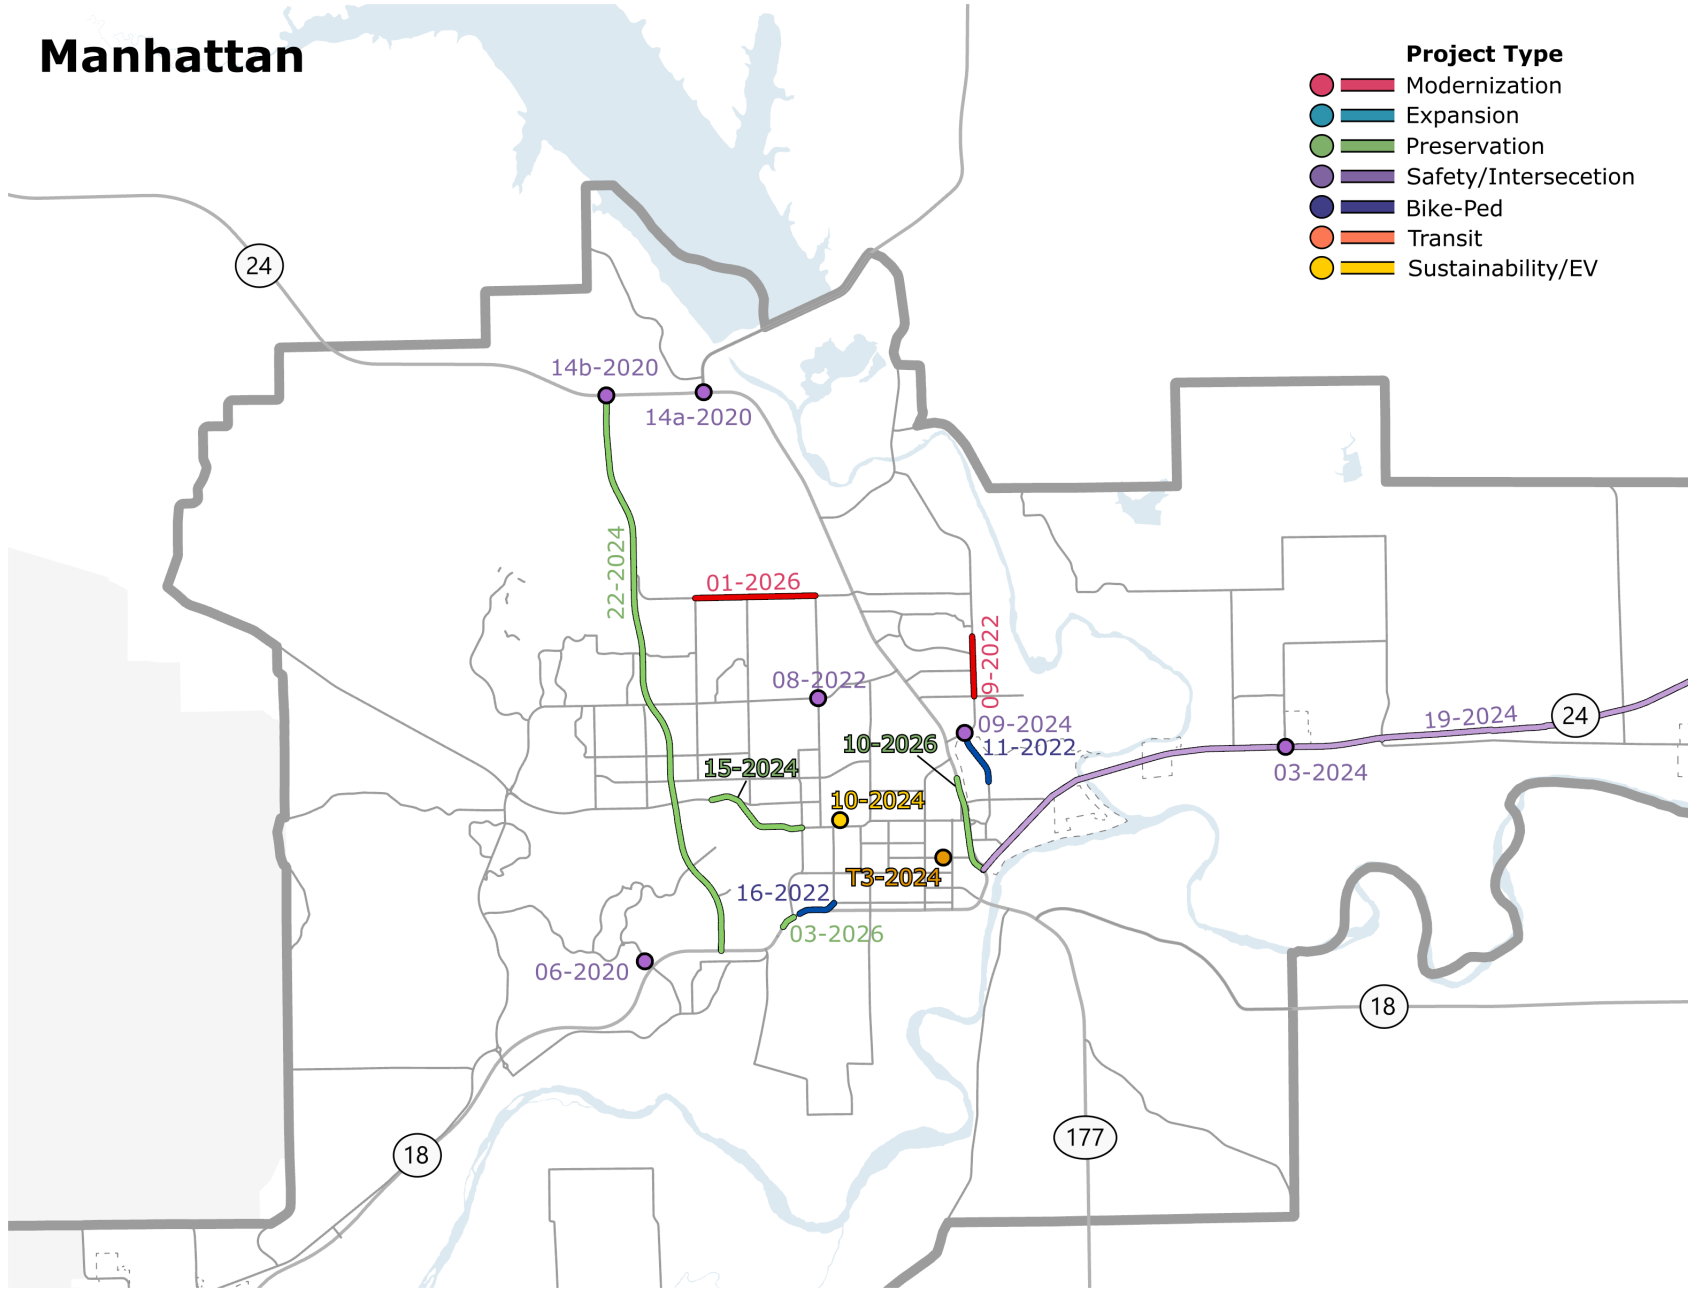 Manhattan
Project Type
Modernization
Expansion
Preservation
Safety/Intersecetion
Bike-Ped
Transit
Sustainability/EV
24
14b-2020
14a-2020
22-2024
01-2026
09-2022
08-2022
09-2024
11-2022
10-2026
19-2024
24
03-2024
15-2024
10-2024
T3-2024
16-2022
03-2026
06-2020
18
177
18